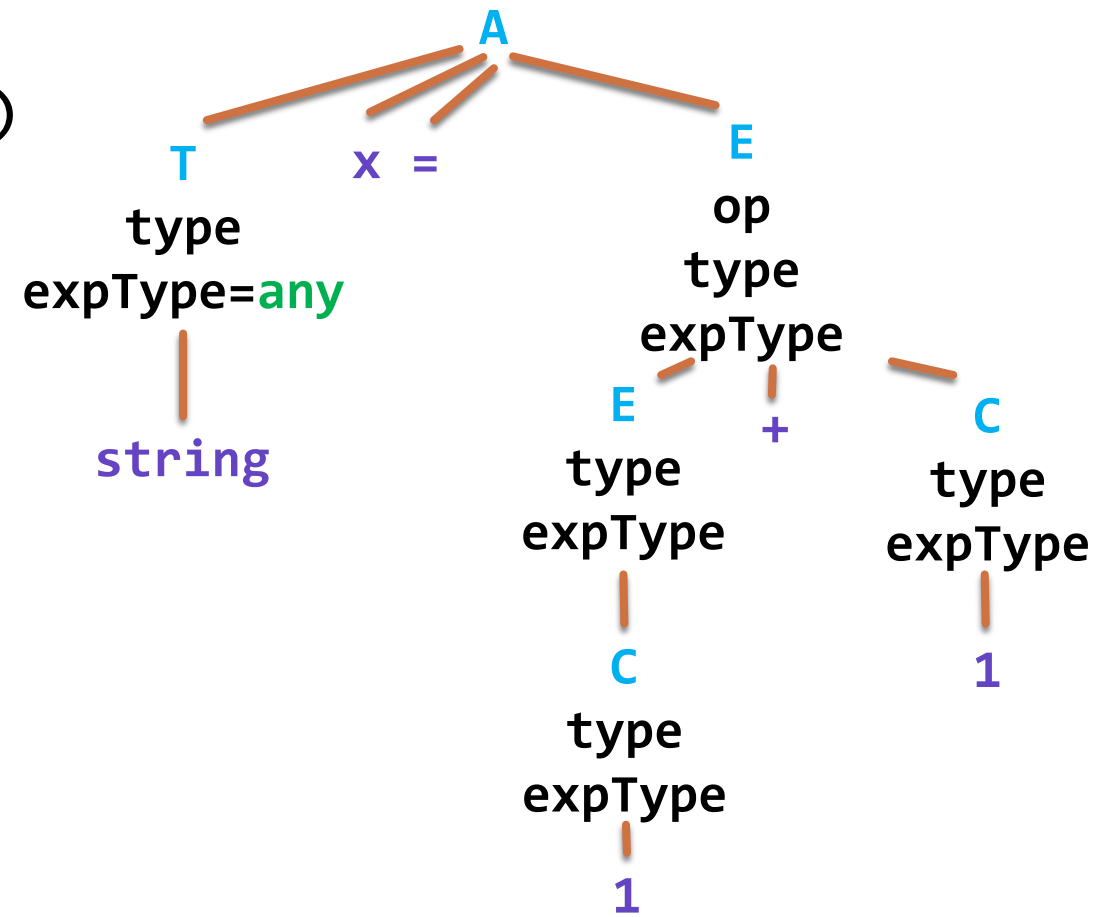 A
T
x =
E
type
op
expType=any
type
expType
string
E
+
C
type
type
expType
expType
C
1
type
expType
1